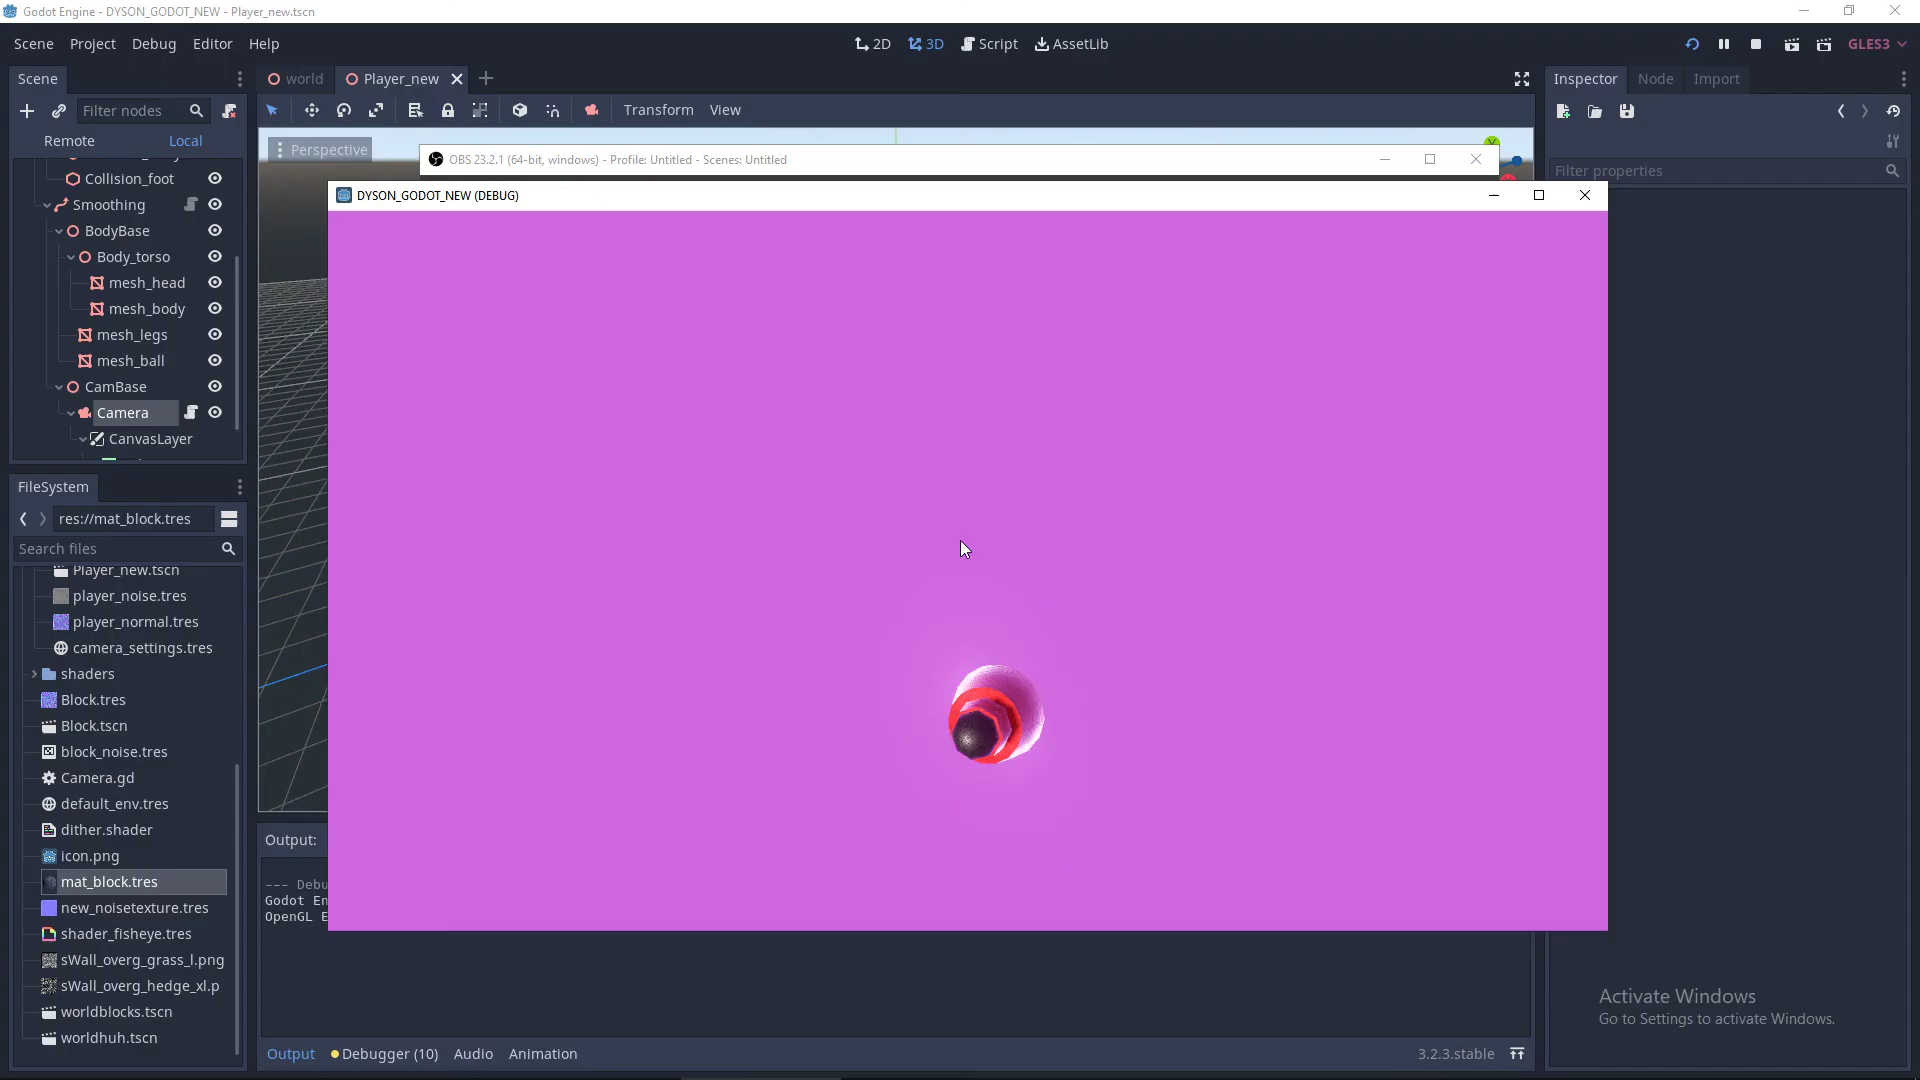 Godot Engine - DYSON_GODOT_NEW - Player_new.tscn
Scene Project Debug Editor Help
2D 3D Script AssetLib
GLES3
Scene
world Player_new
Inspector Node Import
Filter nodes
Transform View
Remote Local
Perspective
OBS 23.2.1 (64-bit, windows) - Profile: Untitled - Scenes: Untitled
Filter properties
DYSON_GODOT_NEW (DEBUG)
Collision_foot
Smoothing
BodyBase
Body_torso
mesh_head
mesh_body
mesh_legs
mesh_ball
CamBase
Camera
CanvasLayer
FileSystem
res://mat_block.tres
Search files
Player_new.tscn
player_noise.tres
player_normal.tres
camera_settings.tres
shaders
Block.tres
Block.tscn
block_noise.tres
Camera.gd
default_env.tres
dither.shader
icon.png
mat_block.tres
new_noisetexture.tres
shader_fisheye.tres
sWall_overg_grass_l.png
sWall_overg_hedge_xl.p
worldblocks.tscn
worldhuh.tscn
Output:
--- Debu
Godot En
OpenGL E
Output Debugger (10) Audio Animation
3.2.3.stable
Activate Windows
Go to Settings to activate Windows.